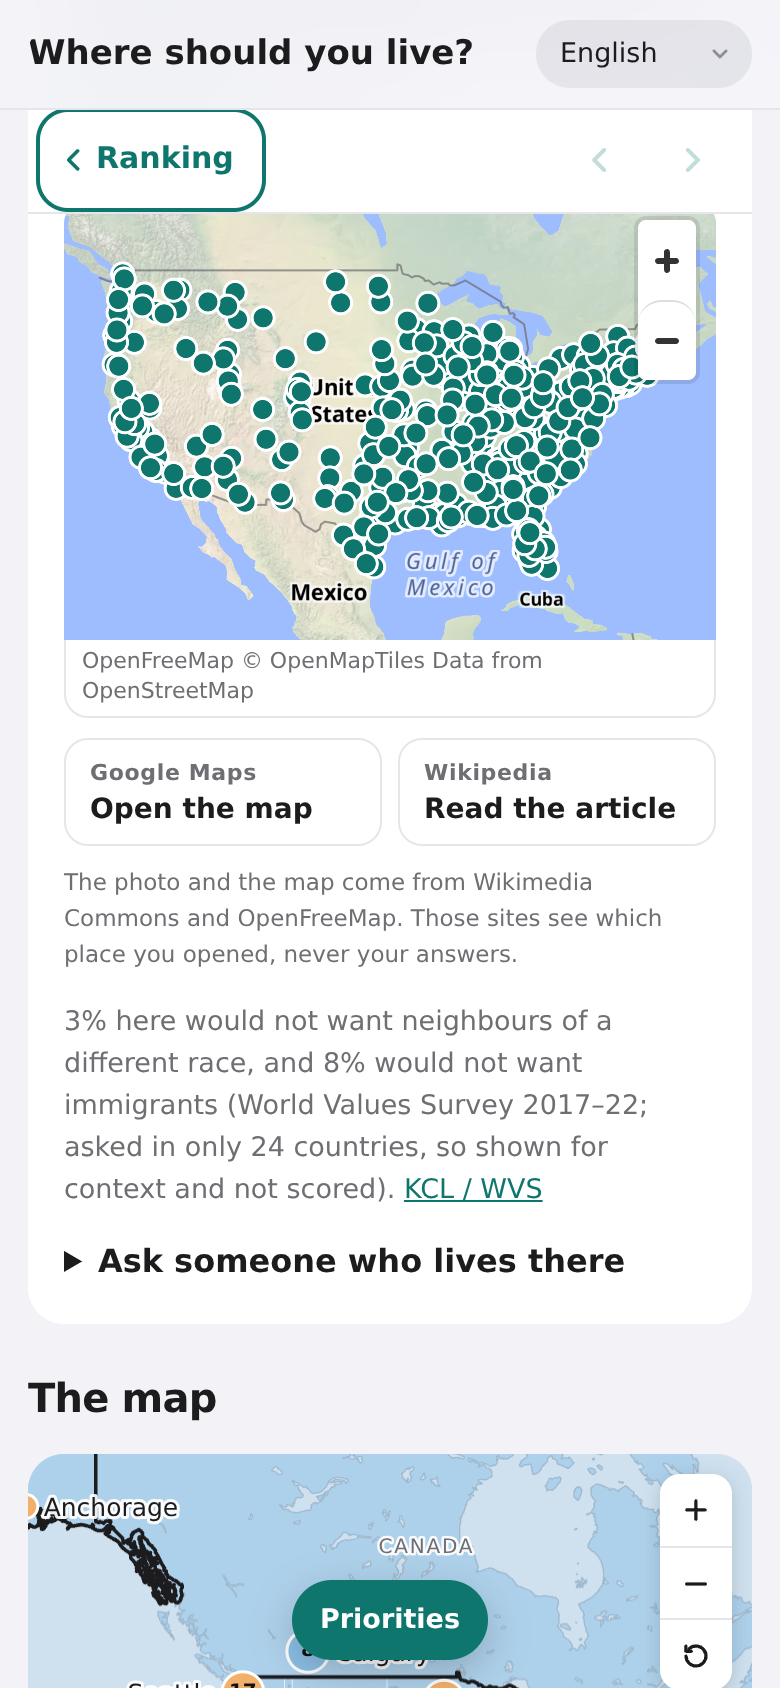 Where should you live?
English
Ranking
Unit
States
Gulf of
Mexico
Mexico
Cuba
OpenFreeMap © OpenMapTiles Data from
OpenStreetMap
Google Maps
Open the map
Wikipedia
Read the article
The photo and the map come from Wikimedia
Commons and OpenFreeMap. Those sites see which
place you opened, never your answers.
3% here would not want neighbours of a
different race, and 8% would not want
immigrants (World Values Survey 2017–22;
asked in only 24 countries, so shown for
context and not scored). KCL / WVS
Ask someone who lives there
The map
Anchorage
CANADA
Priorities
Calgary
Seattle
17